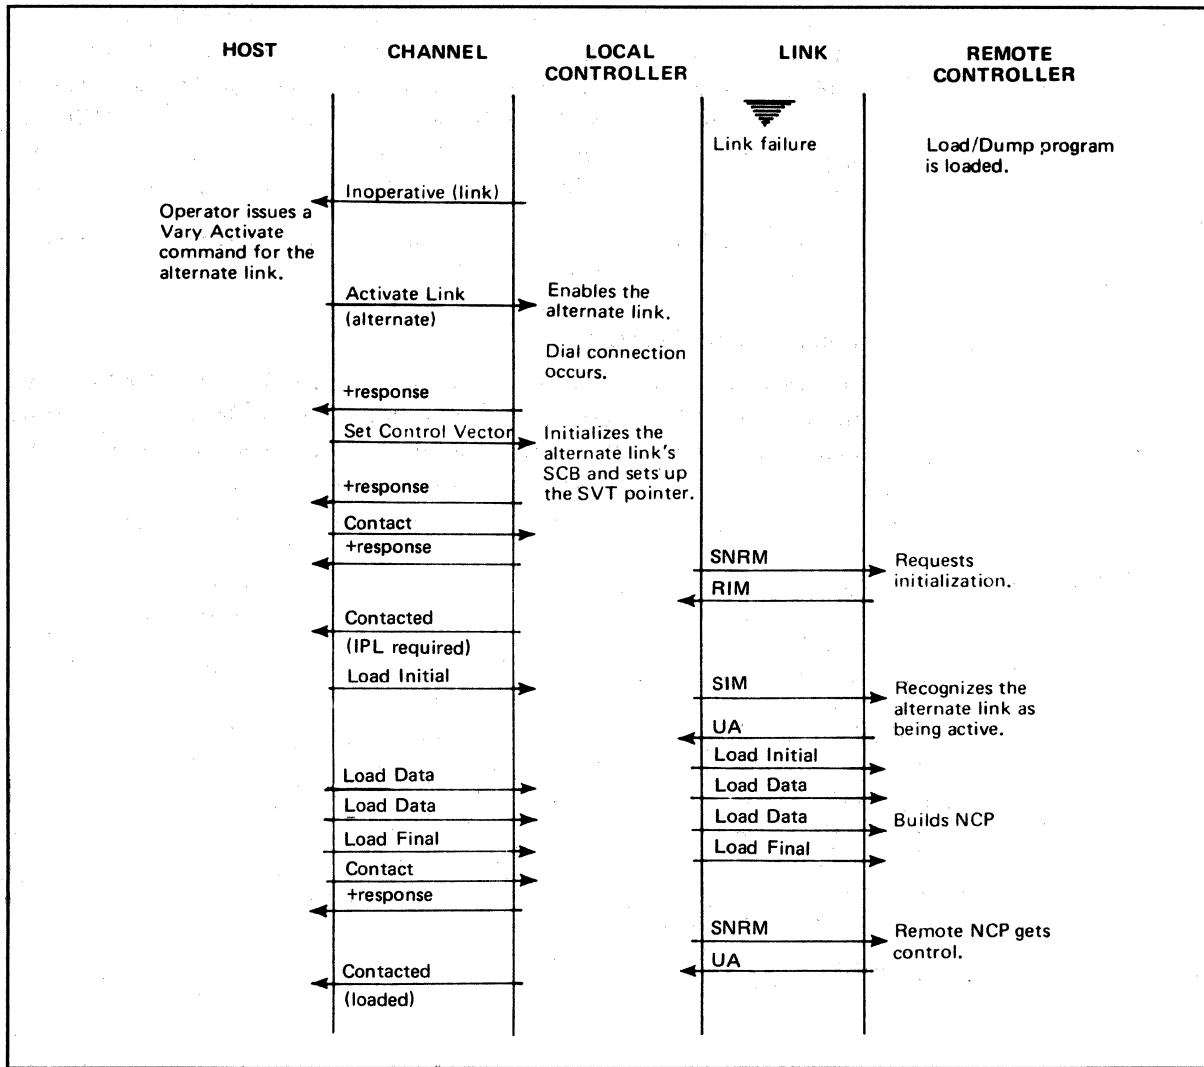 HOST
CHANNEL
LOCAL
CONTROLLER
LINK
REMOTE
CONTROLLER
Link failure
Load/Dump program
is loaded.
Inoperative (link)
Operator issues a
Vary Activate
command for the
alternate link.
Activate Link
(alternate)
Enables the
alternate link.
Dial connection
occurs.
+response
Set Control Vector
Initializes the
alternate link's
SCB and sets up
the SVT pointer.
+response
Contact
+response
SNRM
Requests
initialization.
RIM
Contacted
(IPL required)
Load Initial
SIM
Recognizes the
alternate link as
being active.
UA
Load Initial
Load Data
Load Data
Load Data
Load Data
Builds NCP
Load Final
Load Final
Contact
+response
SNRM
Remote NCP gets
control.
UA
Contacted
(loaded)